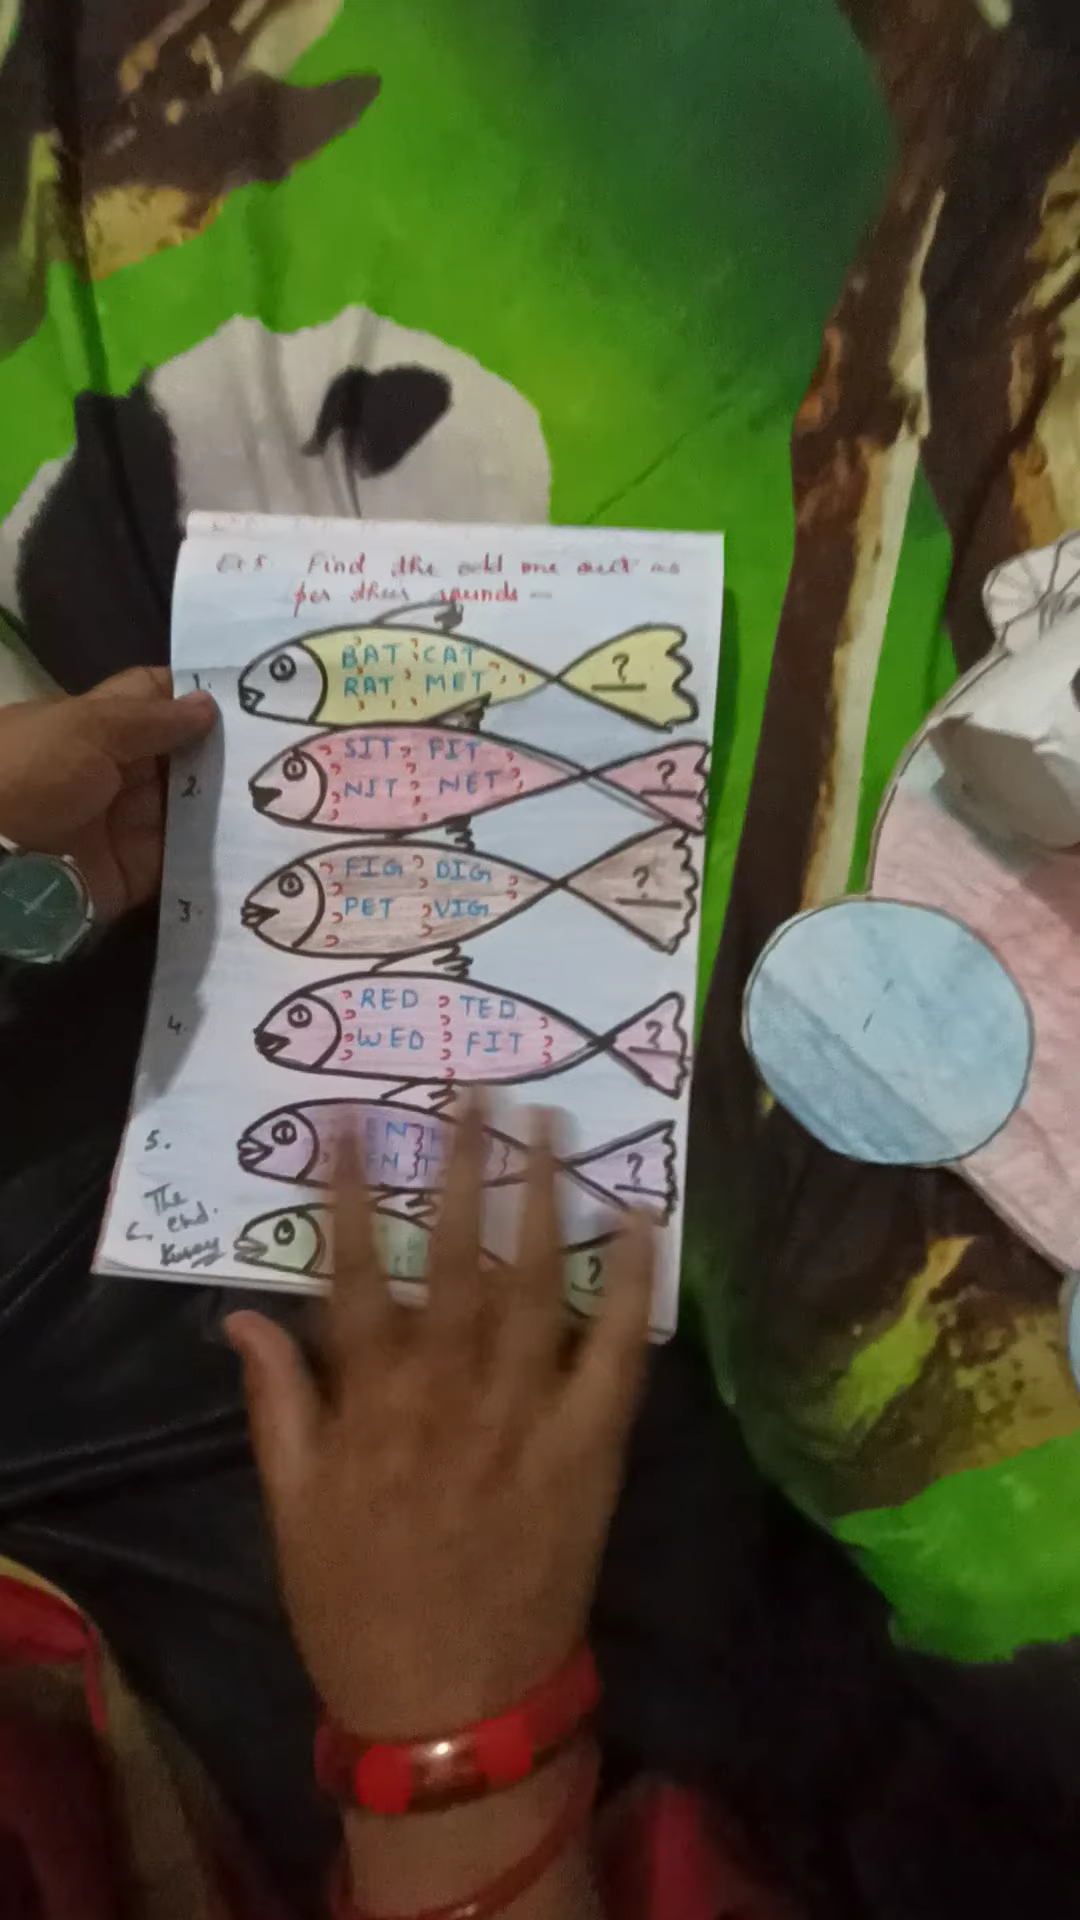 Ex 5. Find the odd one out as
per their sounds -
1. BAT CAT
RAT MET
?
2. SIT FIT
NIT NET
?
3. FIG DIG
PET VIG
?
4. RED TED
WED FIT
?
5.
?
The
end.
?